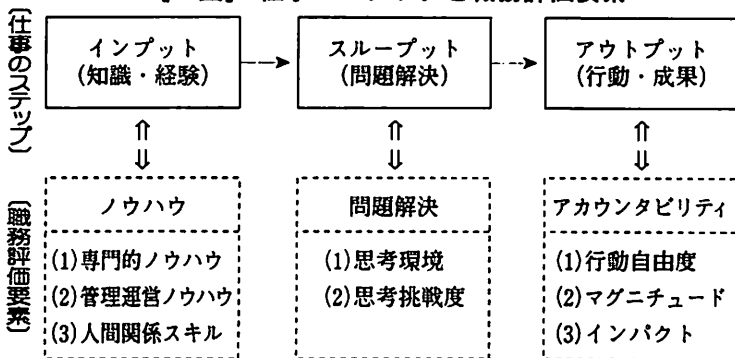 〔仕事のステップ〕
インプット
(知識・経験)
スループット
(問題解決)
アウトプット
(行動・成果)
〔職務評価要素〕
ノウハウ
(1)専門的ノウハウ
(2)管理運営ノウハウ
(3)人間関係スキル
問題解決
(1)思考環境
(2)思考挑戦度
アカウンタビリティ
(1)行動自由度
(2)マグニチュード
(3)インパクト